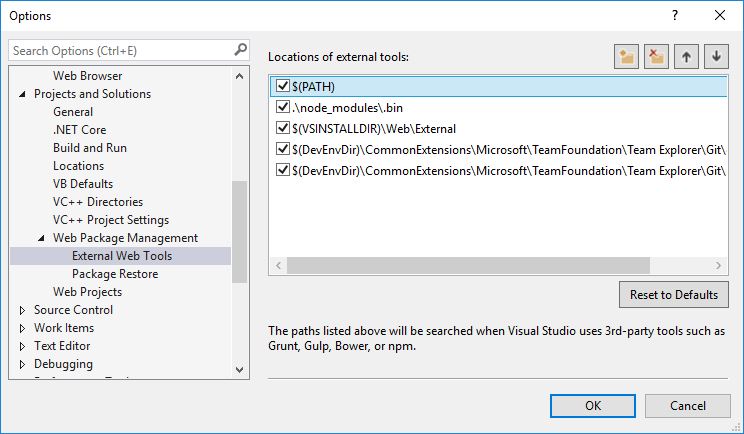 Options
?
Search Options (Ctrl+E)
Web Browser
Projects and Solutions
General
.NET Core
Build and Run
Locations
VB Defaults
VC++ Directories
VC++ Project Settings
Web Package Management
External Web Tools
Package Restore
Web Projects
Source Control
Work Items
Text Editor
Debugging
Locations of external tools:
$(PATH)
.\node_modules\.bin
$(VSINSTALLDIR)\Web\External
$(DevEnvDir)\CommonExtensions\Microsoft\TeamFoundation\Team Explorer\Git\
$(DevEnvDir)\CommonExtensions\Microsoft\TeamFoundation\Team Explorer\Git\
Reset to Defaults
The paths listed above will be searched when Visual Studio uses 3rd-party tools such as
Grunt, Gulp, Bower, or npm.
OK
Cancel